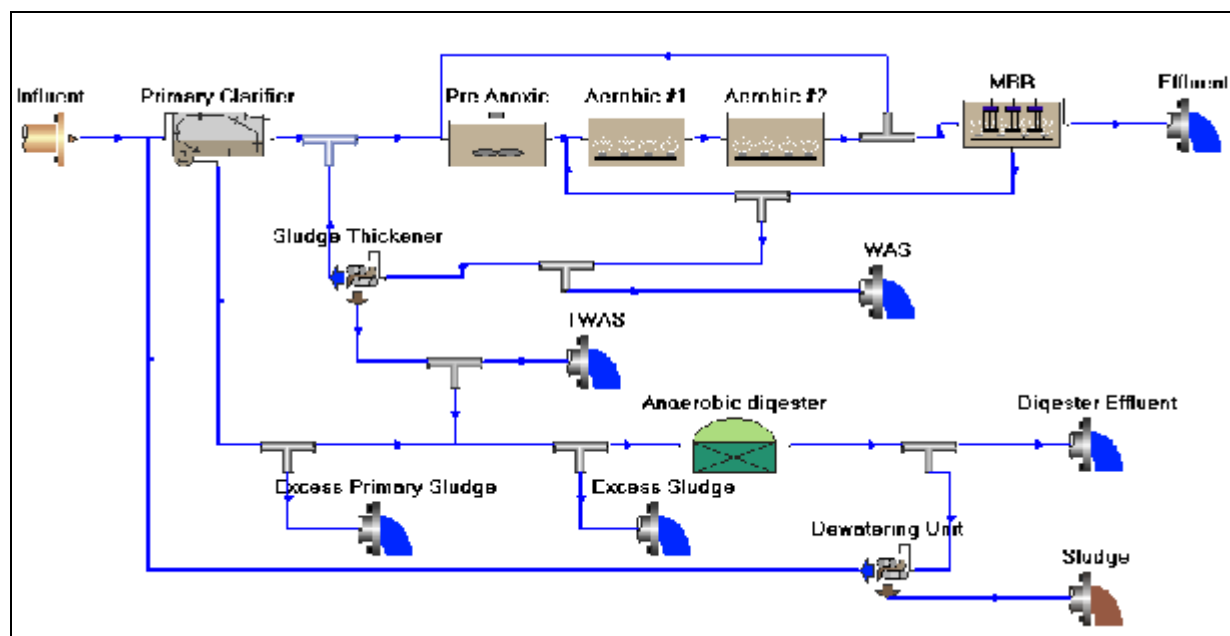 Influent
Primary Clarifier
Pre Anoxic
Aerobic #1
Aerobic #2
MBR
Effluent
Sludge Thickener
WAS
TWAS
Anaerobic digester
Digester Effluent
Excess Primary Sludge
Excess Sludge
Dewatering Unit
Sludge